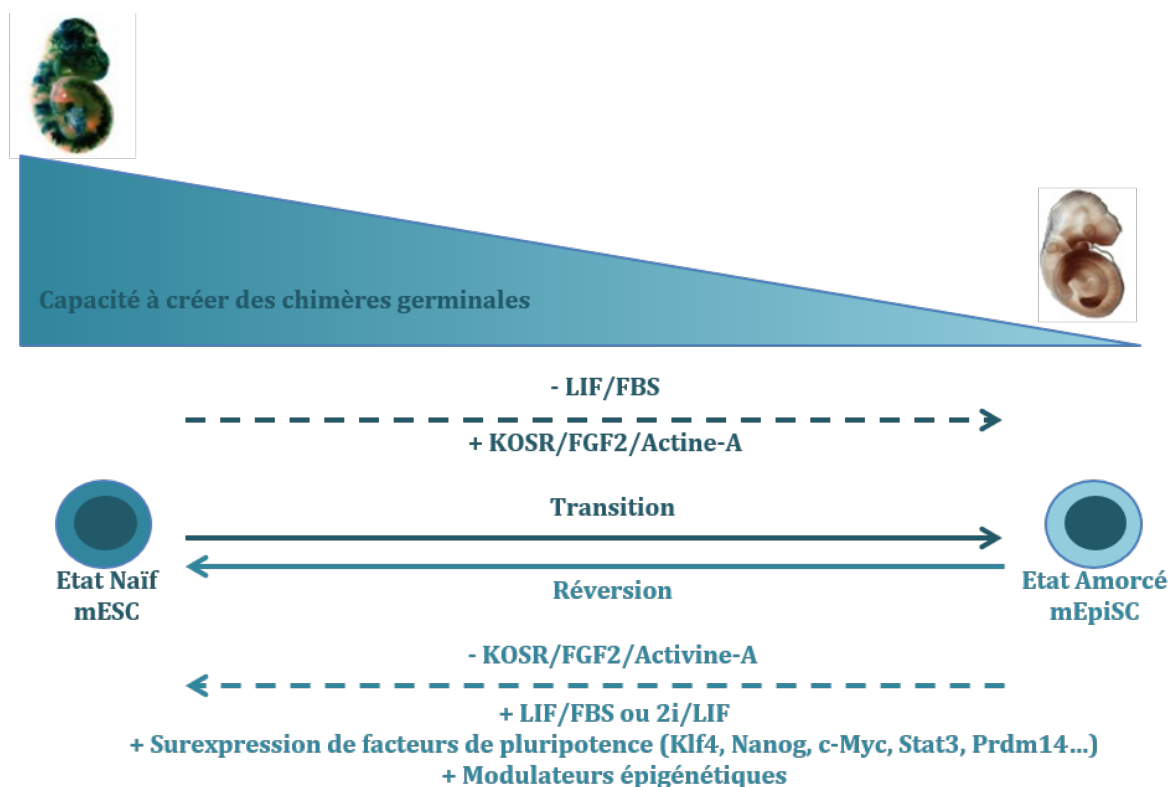 Capacité à créer des chimères germinales
- LIF/FBS
+ KOSR/FGF2/Actine-A
Transition
Etat Naïf
mESC
Réversion
Etat Amorcé
mEpiSC
- KOSR/FGF2/Activine-A
+ LIF/FBS ou 2i/LIF
+ Surexpression de facteurs de pluripotence (Klf4, Nanog, c-Myc, Stat3, Prdm14...)
+ Modulateurs épigénétiques